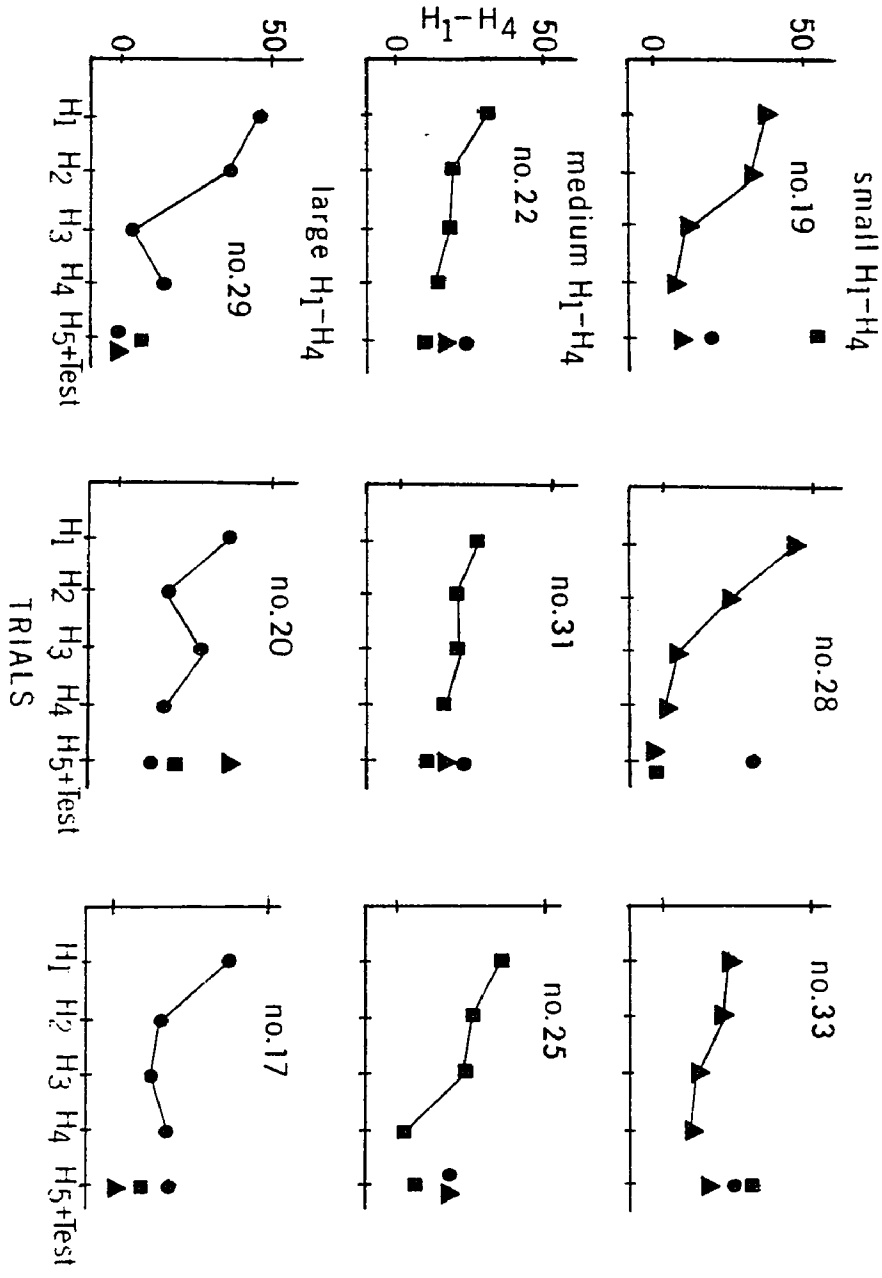 small H1–H4
50
0
no.19
no.28
no.33
medium H1–H4
H1–H4
50
0
no.22
no.31
no.25
large H1–H4
50
0
no.29
no.20
no.17
H1 H2 H3 H4 H5+Test
H1 H2 H3 H4 H5+Test
H1 H2 H3 H4 H5+Test
TRIALS